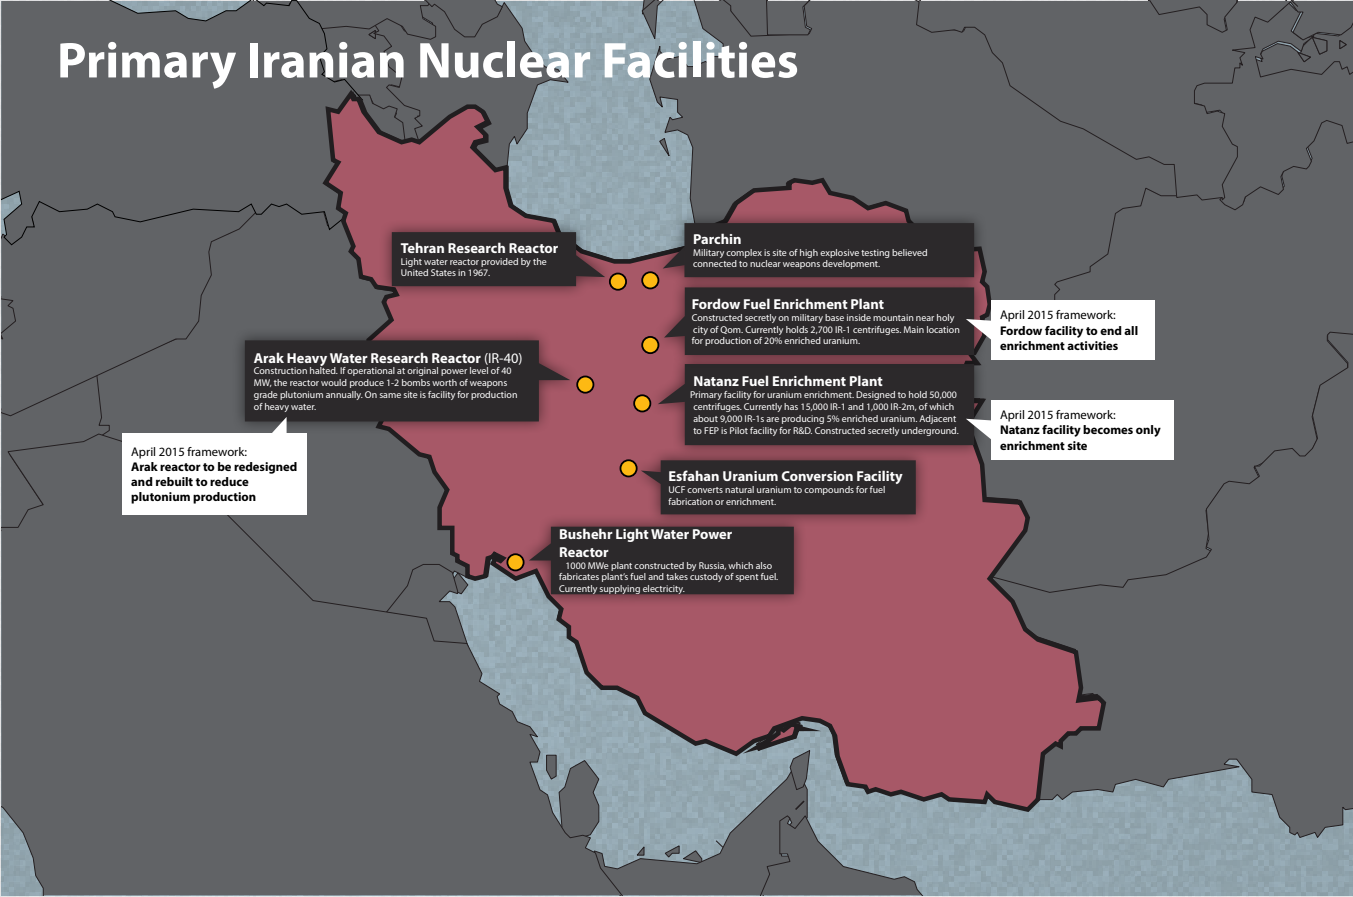 Primary Iranian Nuclear Facilities
Tehran Research Reactor
Light water reactor provided by the
United States in 1967.
Parchin
Military complex is site of high explosive testing believed
connected to nuclear weapons development.
Fordow Fuel Enrichment Plant
Constructed secretly on military base inside mountain near holy
city of Qom. Currently holds 2,700 IR-1 centrifuges. Main location
for production of 20% enriched uranium.
April 2015 framework:
Fordow facility to end all
enrichment activities
Arak Heavy Water Research Reactor (IR-40)
Construction halted. If operational at original power level of 40
MW, the reactor would produce 1-2 bombs worth of weapons
grade plutonium annually. On same site is facility for production
of heavy water.
April 2015 framework:
Arak reactor to be redesigned
and rebuilt to reduce
plutonium production
Natanz Fuel Enrichment Plant
Primary facility for uranium enrichment. Designed to hold 50,000
centrifuges. Currently has 15,000 IR-1 and 1,000 IR-2m, of which
about 9,000 IR-1s are producing 5% enriched uranium. Adjacent
to FEP is Pilot facility for R&D. Constructed secretly underground.
April 2015 framework:
Natanz facility becomes only
enrichment site
Esfahan Uranium Conversion Facility
UCF converts natural uranium to compounds for fuel
fabrication or enrichment.
Bushehr Light Water Power
Reactor
1000 MWe plant constructed by Russia, which also
fabricates plant's fuel and takes custody of spent fuel.
Currently supplying electricity.